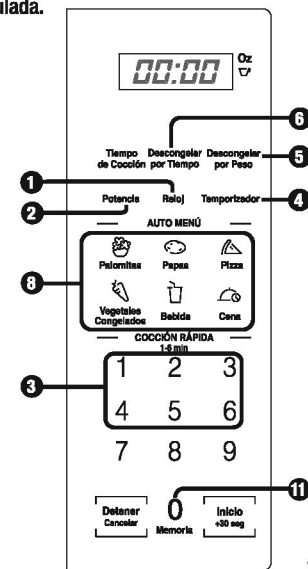 ulada.
00:00
Oz
6
Tiempo de Cocción
Descongelar por Tiempo
Descongelar por Peso
5
1
2
Potencia
Reloj
Temporizador
4
AUTO MENÚ
8
Palomitas
Papas
Pizza
Vegetales Congelados
Bebida
Cena
COCCIÓN RÁPIDA
1-6 min
3
1 2 3
4 5 6
7 8 9
11
Detener
Cancelar
0
Memoria
Inicio
+30 seg